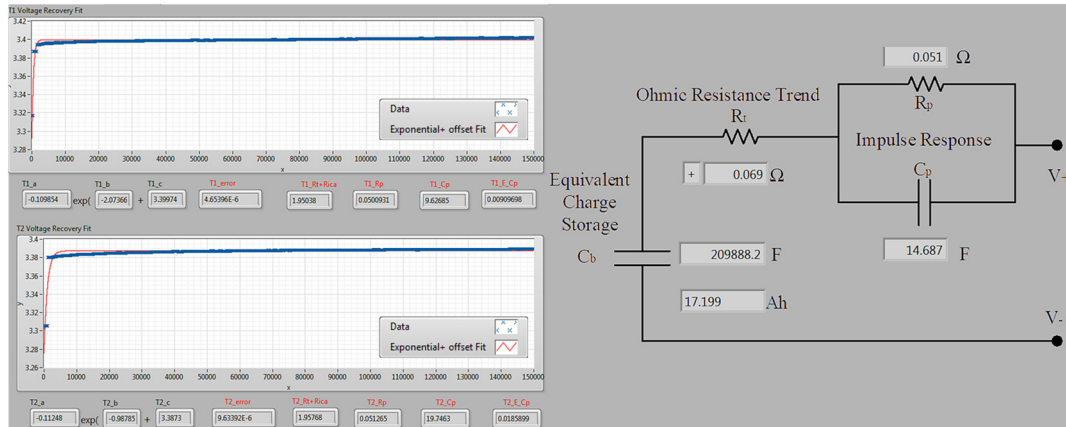 T1 Voltage Recovery Fit
3.42
3.4
3.38
3.36
3.34
3.32
3.3
3.28
y
0 10000 20000 30000 40000 50000 60000 70000 80000 90000 100000 110000 120000 130000 140000 150000
x
Data
Exponential+ offset Fit
T1_a T1_b T1_c T1_error T1_Rt+Rica T1_Rp T1_Cp T1_E_Cp
-0.109854 exp( -2.07366 + 3.39974 4.65396E-6 1.95038 0.0500931 9.62685 0.00909698
T2 Voltage Recovery Fit
3.4
3.38
3.36
3.34
3.32
3.3
3.28
3.26
y
0 10000 20000 30000 40000 50000 60000 70000 80000 90000 100000 110000 120000 130000 140000 150000
x
Data
Exponential+ offset Fit
T2_a T2_b T2_c T2_error T2_Rt+Rica T2_Rp T2_Cp T2_E_Cp
-0.11248 exp( -0.98785 + 3.3873 9.63392E-6 1.95768 0.051265 19.7463 0.0185899
0.051 Ω
Rp
Ohmic Resistance Trend
Rt
+ 0.069 Ω
Impulse Response
Cp
14.687 F
V+
Equivalent
Charge
Storage
Cb
209888.2 F
17.199 Ah
V-